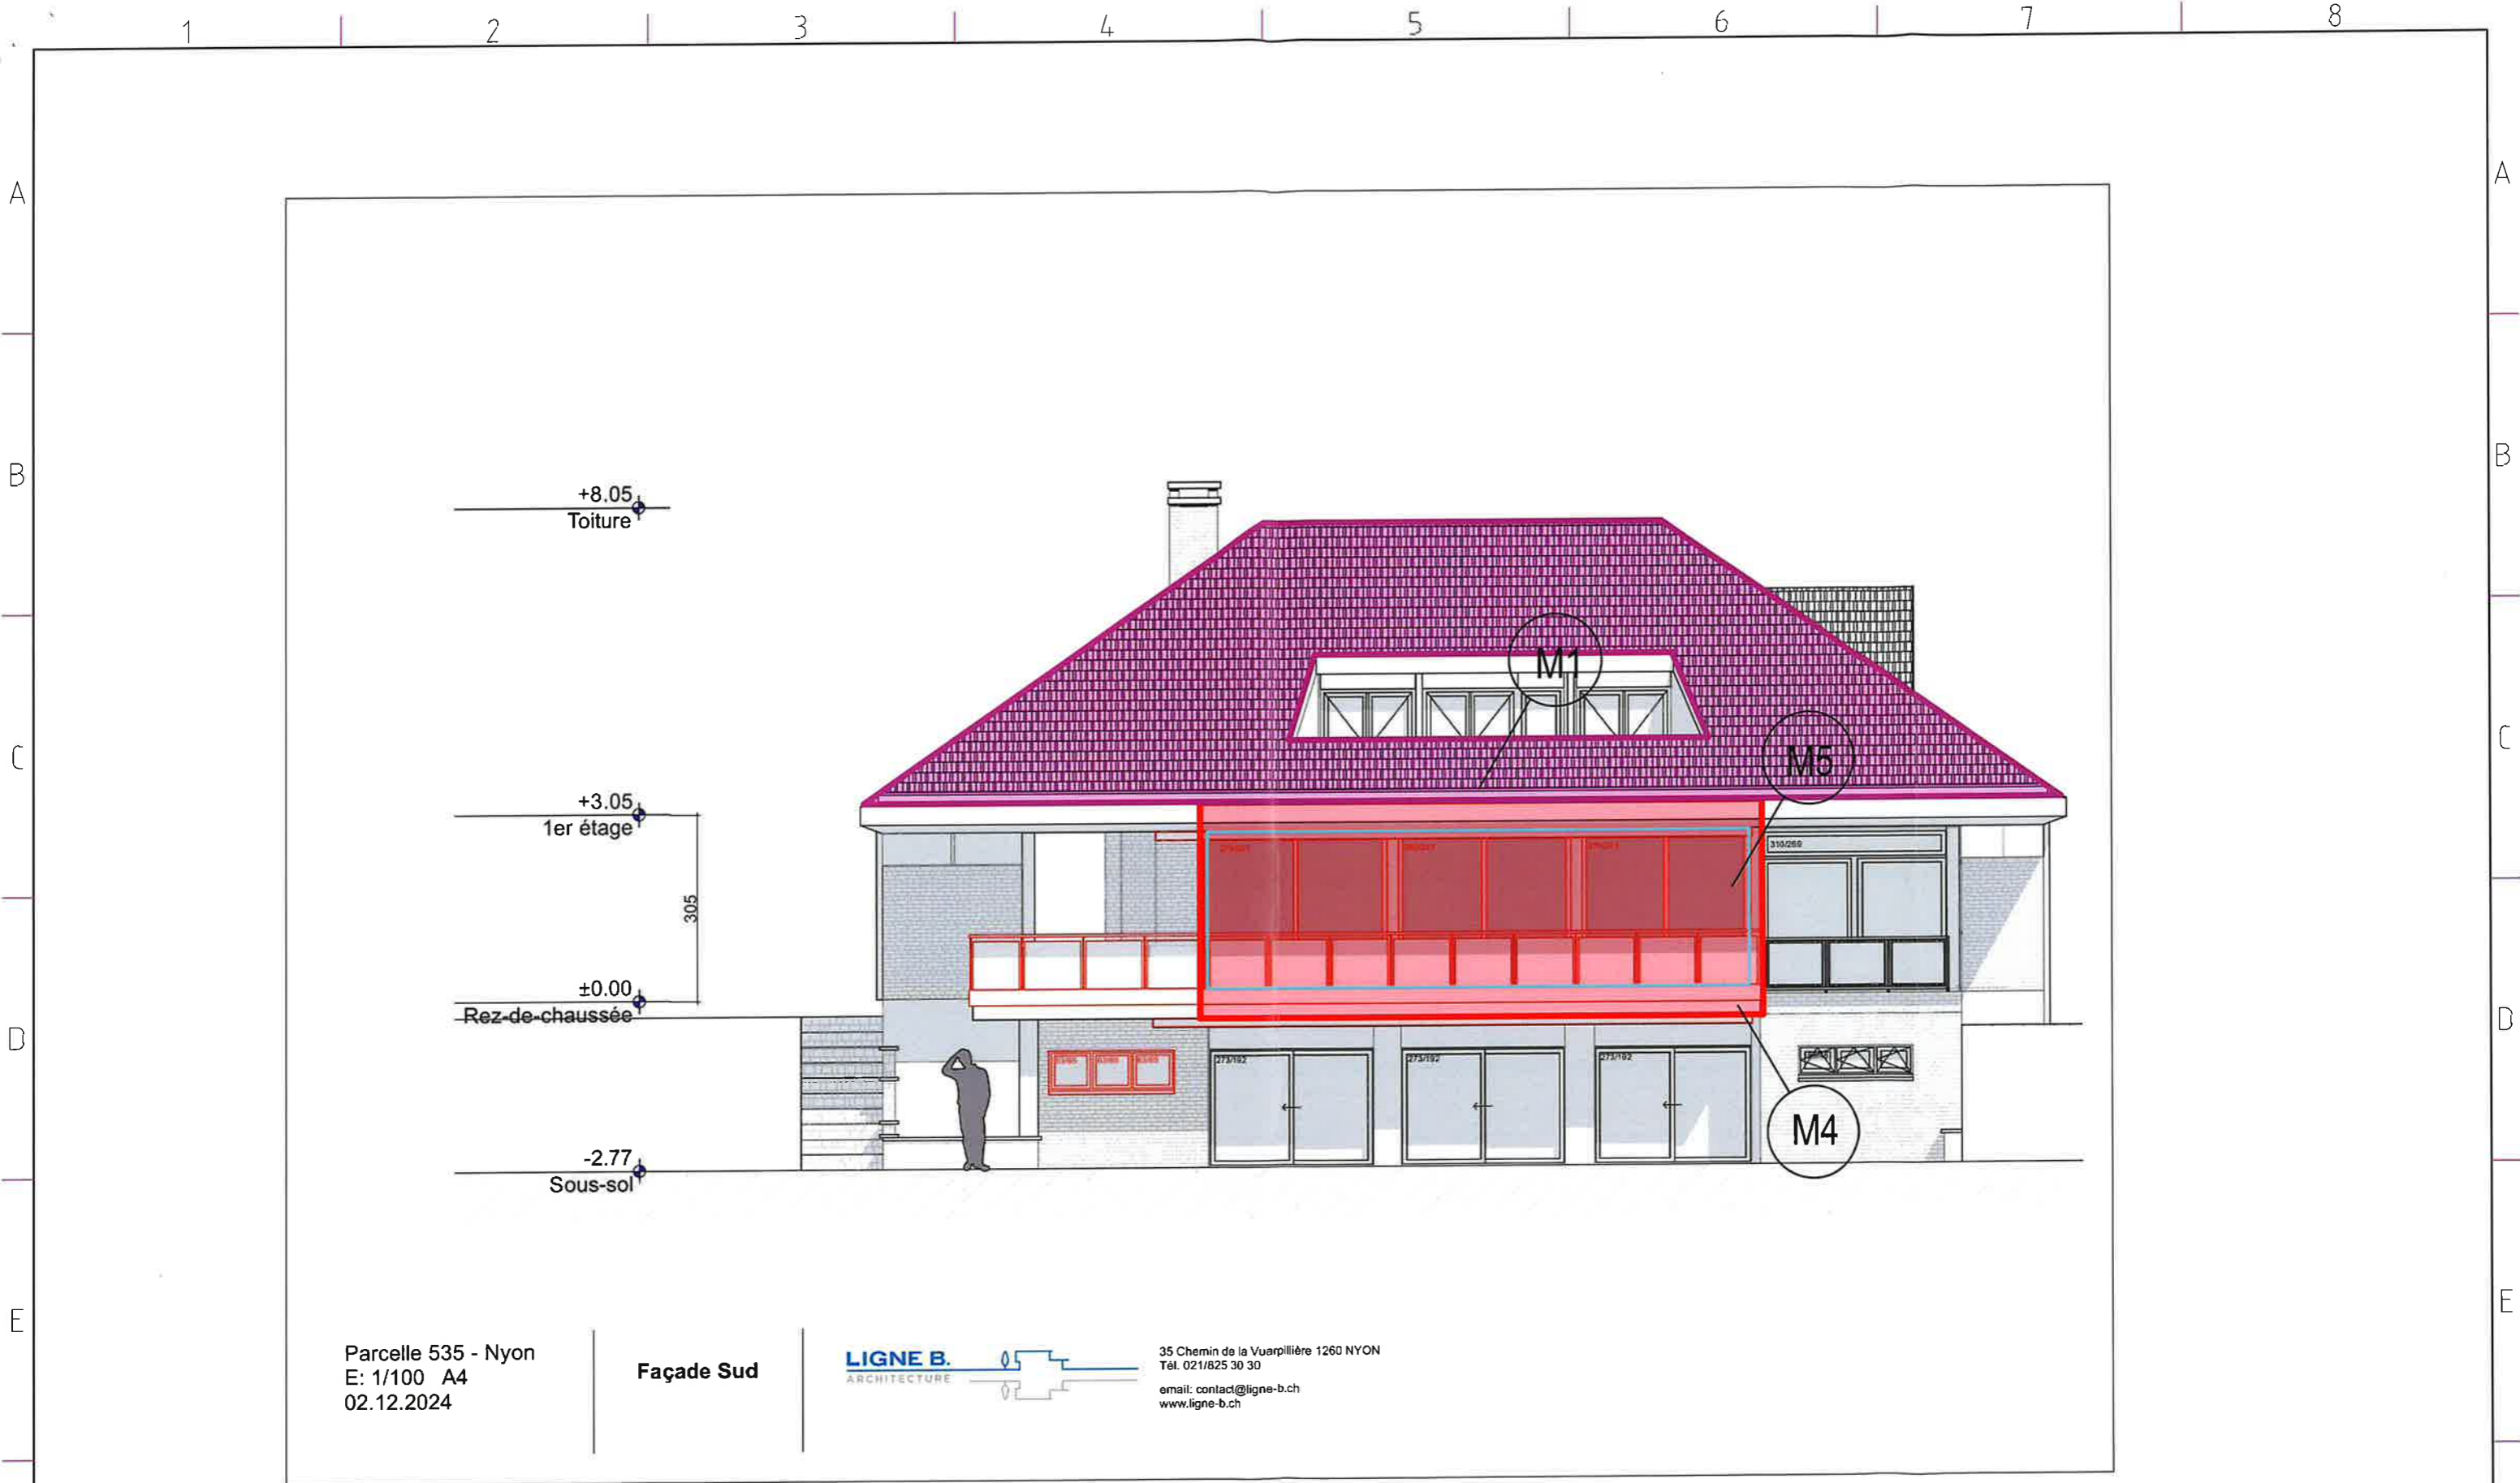 1 2 3 4 5 6 7 8
A A
B B
+8.05
Toiture
M1
C C
M5
+3.05
1er étage
310/269
305
±0.00
Rez-de-chaussée
D D
273/192 273/192 273/192
M4
-2.77
Sous-sol
E E
Parcelle 535 - Nyon
E: 1/100 A4
02.12.2024
Façade Sud
LIGNE B.
ARCHITECTURE
35 Chemin de la Vuarpillière 1260 NYON
Tél. 021/825 30 30
email: contact@ligne-b.ch
www.ligne-b.ch